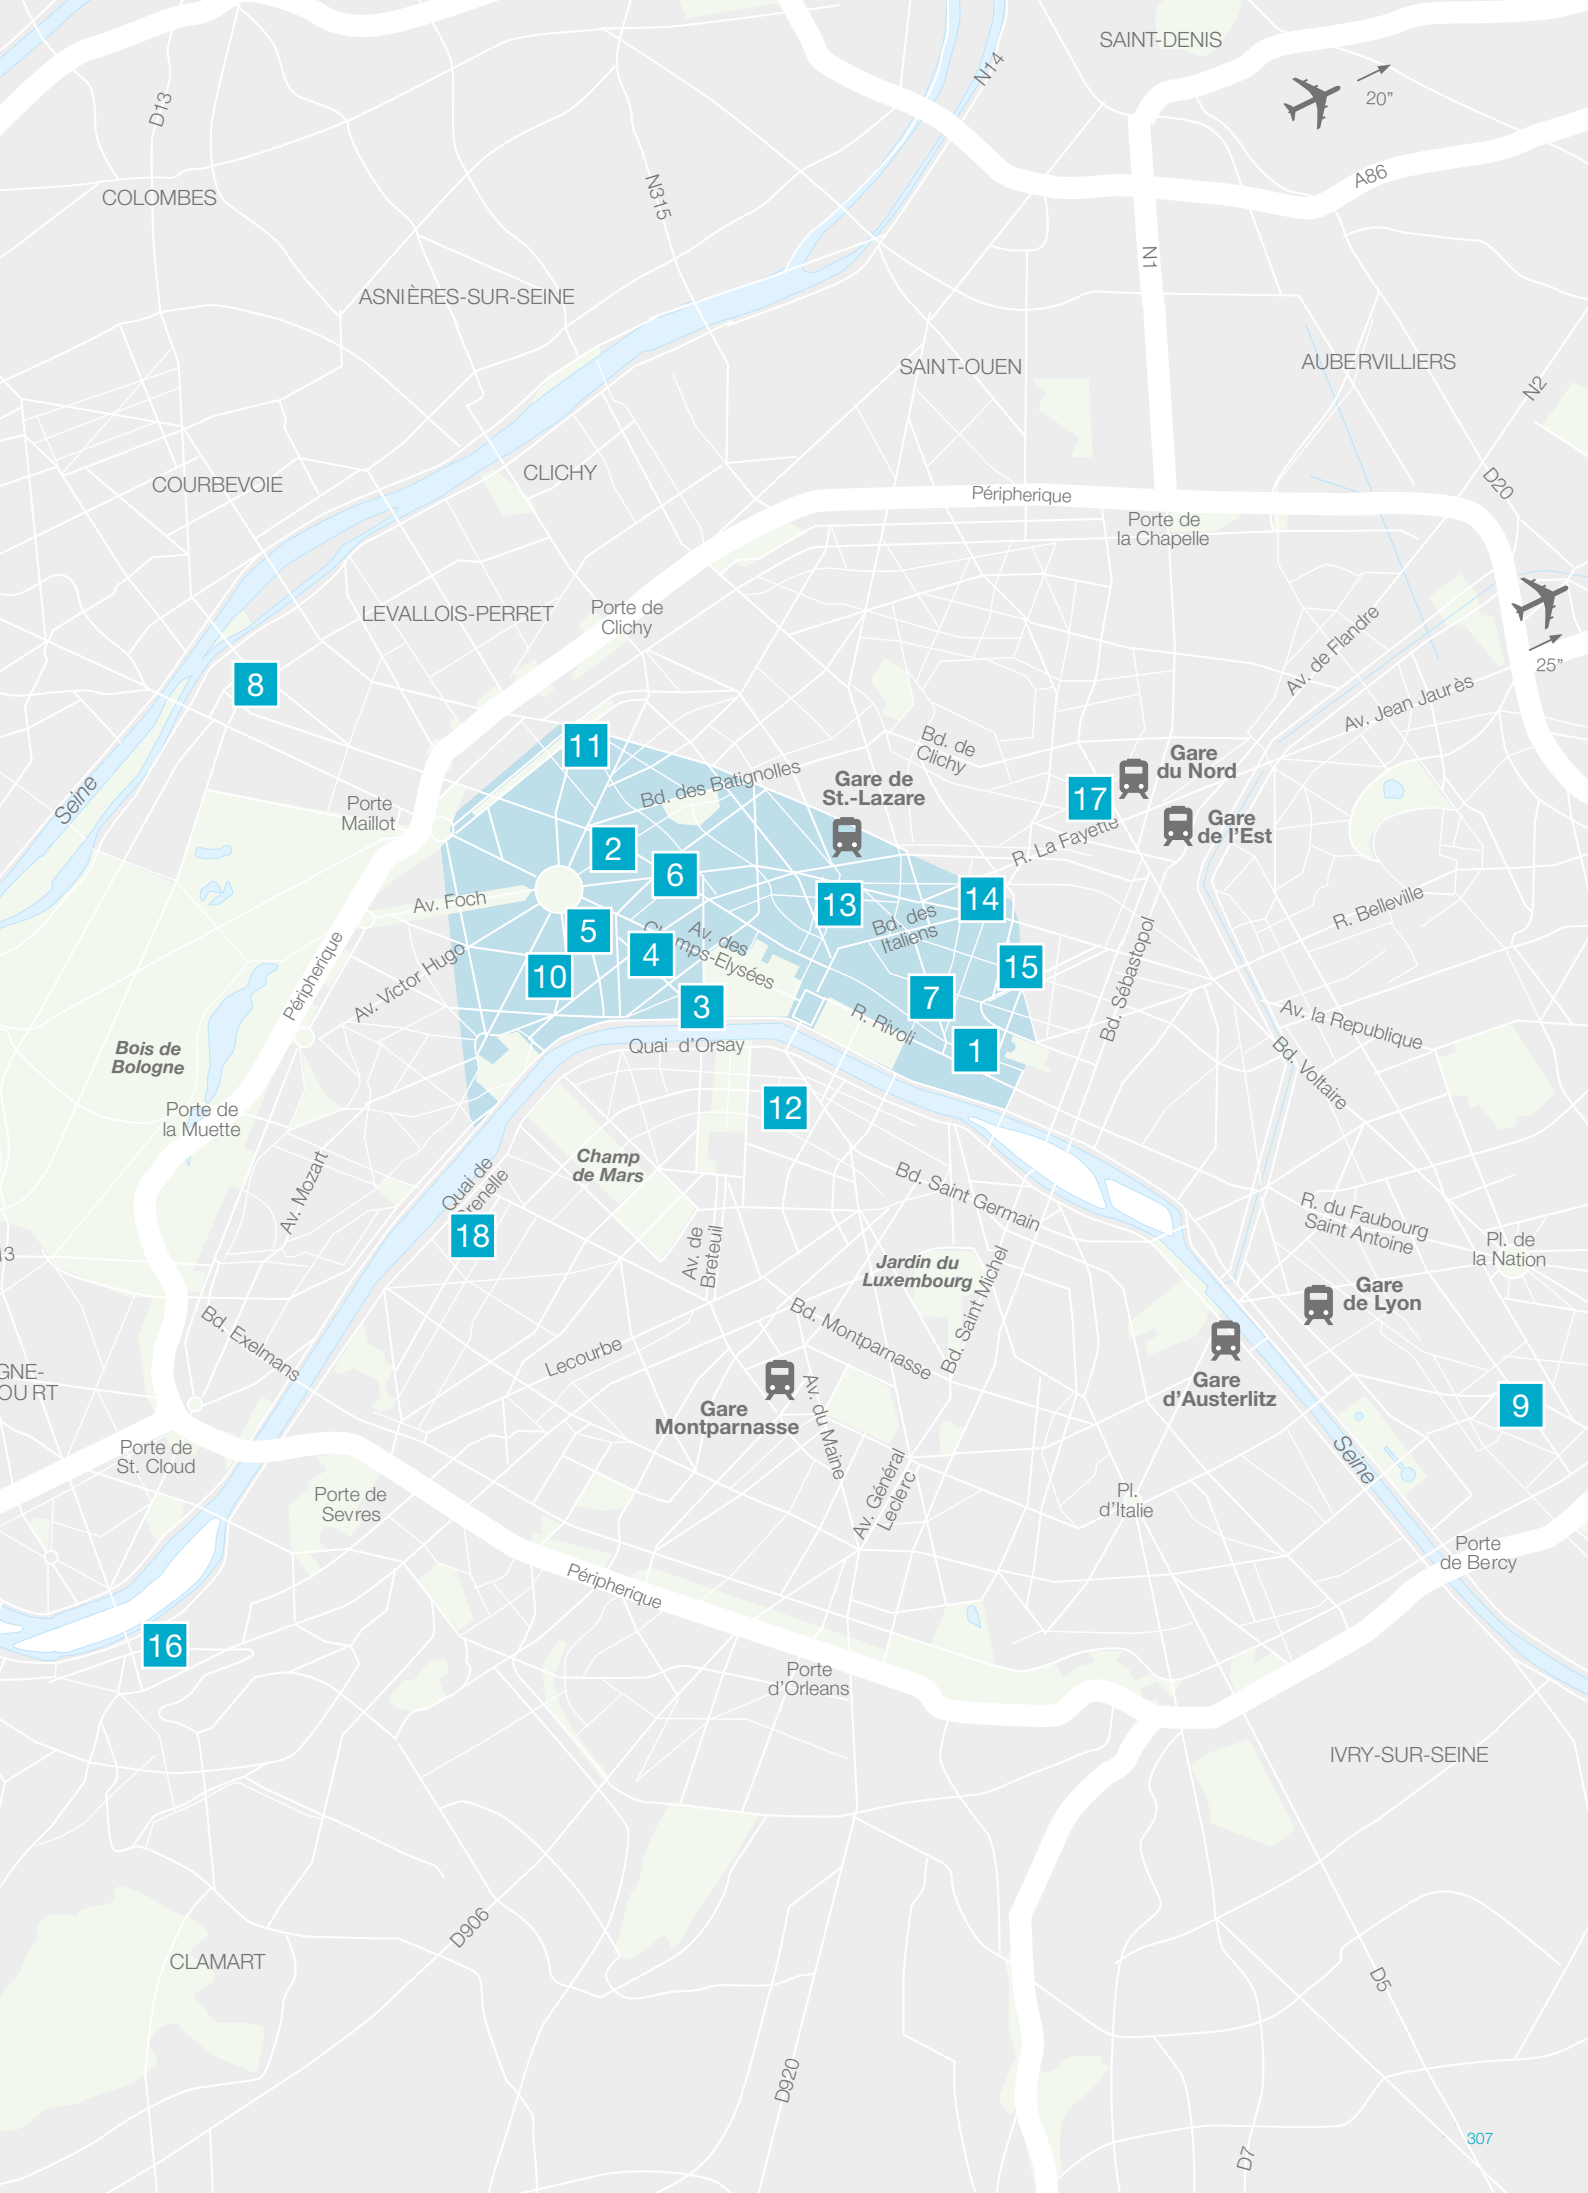 SAINT-DENIS
N14
20”
D13
A86
COLOMBES
N315
N1
ASNIÈRES-SUR-SEINE
SAINT-OUEN
AUBERVILLIERS
N2
CLICHY
COURBEVOIE
D20
Péripherique
Porte de
la Chapelle
LEVALLOIS-PERRET
Porte de
Clichy
Av. de Flandre
25”
8
Av. Jean Jaurès
11
Bd. de
Clichy
Gare
du Nord
Bd. des Batignolles
Gare de
St.-Lazare
17
Seine
Porte
Maillot
Gare
de l’Est
R. La Fayette
2
6
Av. Foch
13
14
R. Belleville
5
Bd. des
Italiens
Av. des
Champs-Elysées
4
10
15
Péripherique
Av. Victor Hugo
Bd. Sébastopol
3
7
R. Rivoli
Av. la Republique
Quai d’Orsay
1
Bois de
Bologne
Bd. Voltaire
12
Porte de
la Muette
Champ
de Mars
Av. Mozart
Quai de
Grenelle
Bd. Saint Germain
18
R. du Faubourg
Saint Antoine
Pl. de
la Nation
13
Av. de
Breteuil
Jardin du
Luxembourg
Bd. Saint Michel
Gare
de Lyon
Bd. Exelmans
Lecourbe
Bd. Montparnasse
GNE-
OURT
Gare
d’Austerlitz
9
Gare
Montparnasse
Av. du Maine
Porte de
St. Cloud
Seine
Porte de
Sevres
Av. Général
Leclerc
Pl.
d’Italie
Porte
de Bercy
Péripherique
16
Porte
d’Orleans
IVRY-SUR-SEINE
D906
CLAMART
D5
D920
307
D7